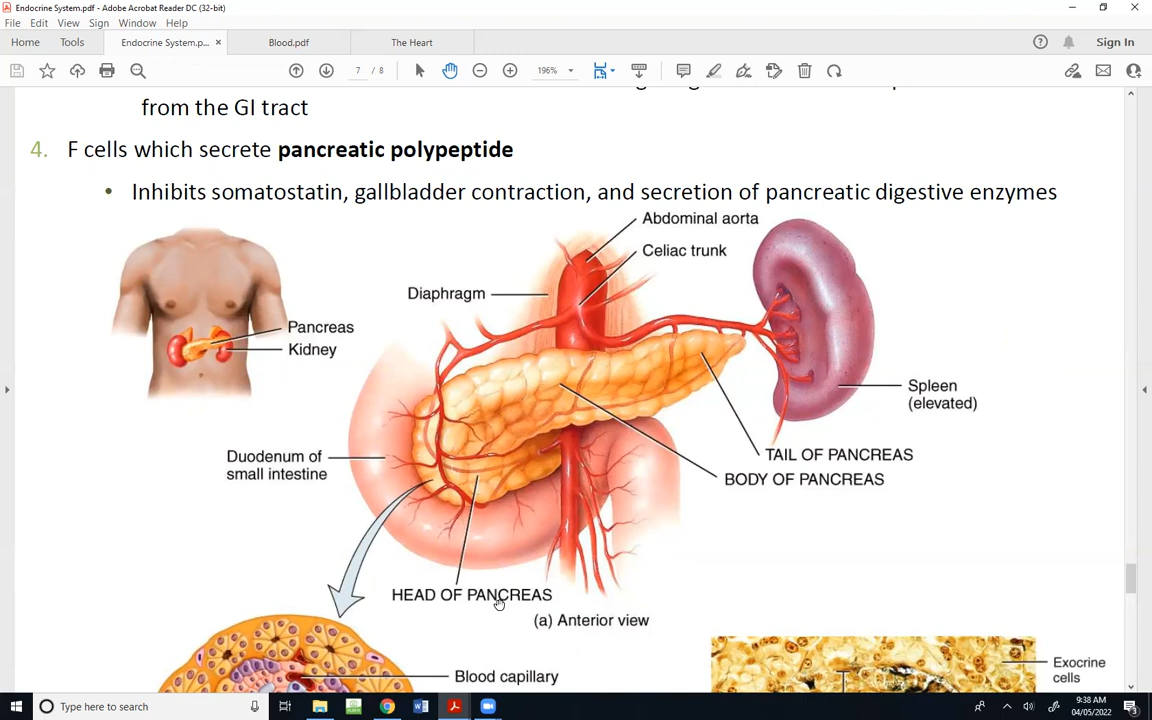 Endocrine System.pdf - Adobe Acrobat Reader DC (32-bit)
File Edit View Sign Window Help
Home Tools Endocrine System.p... × Blood.pdf The Heart Sign In
7 / 8 196%
from the GI tract
4. F cells which secrete pancreatic polypeptide
• Inhibits somatostatin, gallbladder contraction, and secretion of pancreatic digestive enzymes
Abdominal aorta
Celiac trunk
Diaphragm
Pancreas
Kidney
Spleen
(elevated)
Duodenum of
small intestine
TAIL OF PANCREAS
BODY OF PANCREAS
HEAD OF PANCREAS
(a) Anterior view
Blood capillary
Exocrine
cells
Type here to search
9:38 AM
04/05/2022
3